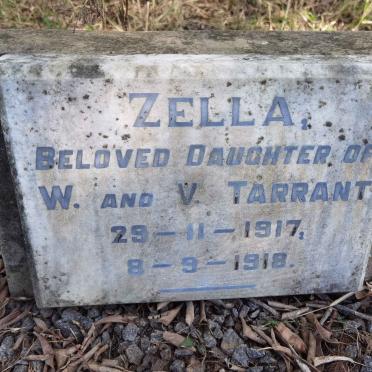 ZELLA,
BELOVED DAUGHTER OF
W. AND V. TARRANT
29-11-1917,
8-9-1918.